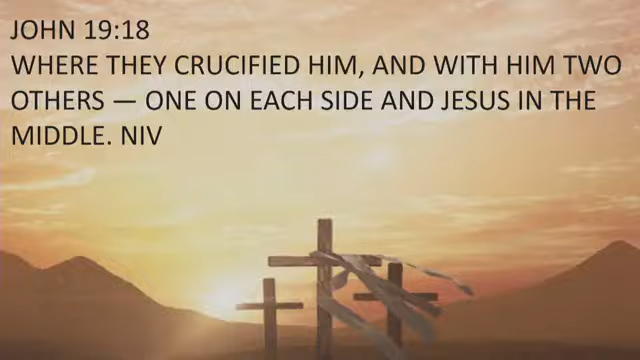 JOHN 19:18
WHERE THEY CRUCIFIED HIM, AND WITH HIM TWO
OTHERS — ONE ON EACH SIDE AND JESUS IN THE
MIDDLE. NIV